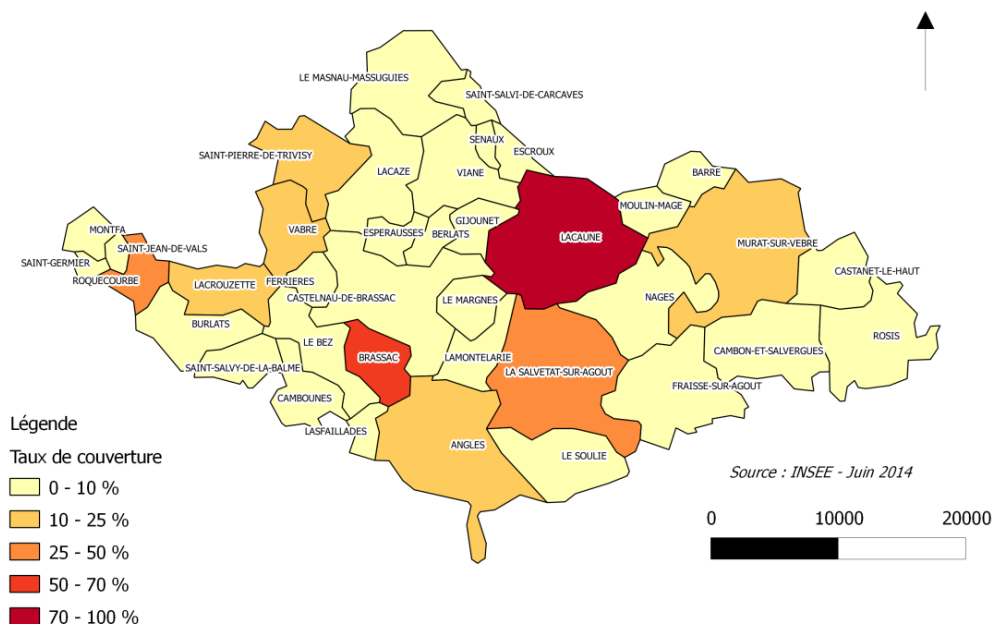 LE MASNAU-MASSUGUIES
SAINT-SALVI-DE-CARCAVES
SENAUX
ESCROUX
SAINT-PIERRE-DE-TRIVISY
LACAZE
VIANE
BARRE
MOULIN-MAGE
GIJOUNET
MONTFA
VABRE
ESPERAUSSES
BERLATS
LACAUNE
SAINT-JEAN-DE-VALS
MURAT-SUR-VEBRE
SAINT-GERMIER
CASTANET-LE-HAUT
ROQUECOURBE
LACROUZETTE
FERRIERES
CASTELNAU-DE-BRASSAC
LE MARGNES
NAGES
BURLATS
ROSIS
LE BEZ
BRASSAC
LAMONTELARIE
CAMBON-ET-SALVERGUES
SAINT-SALVY-DE-LA-BALME
LA SALVETAT-SUR-AGOUT
FRAISSE-SUR-AGOUT
CAMBOUNES
LASFAILLADES
ANGLES
LE SOULIE
Légende
Taux de couverture
0 - 10 %
10 - 25 %
25 - 50 %
50 - 70 %
70 - 100 %
Source : INSEE - Juin 2014
0 10000 20000